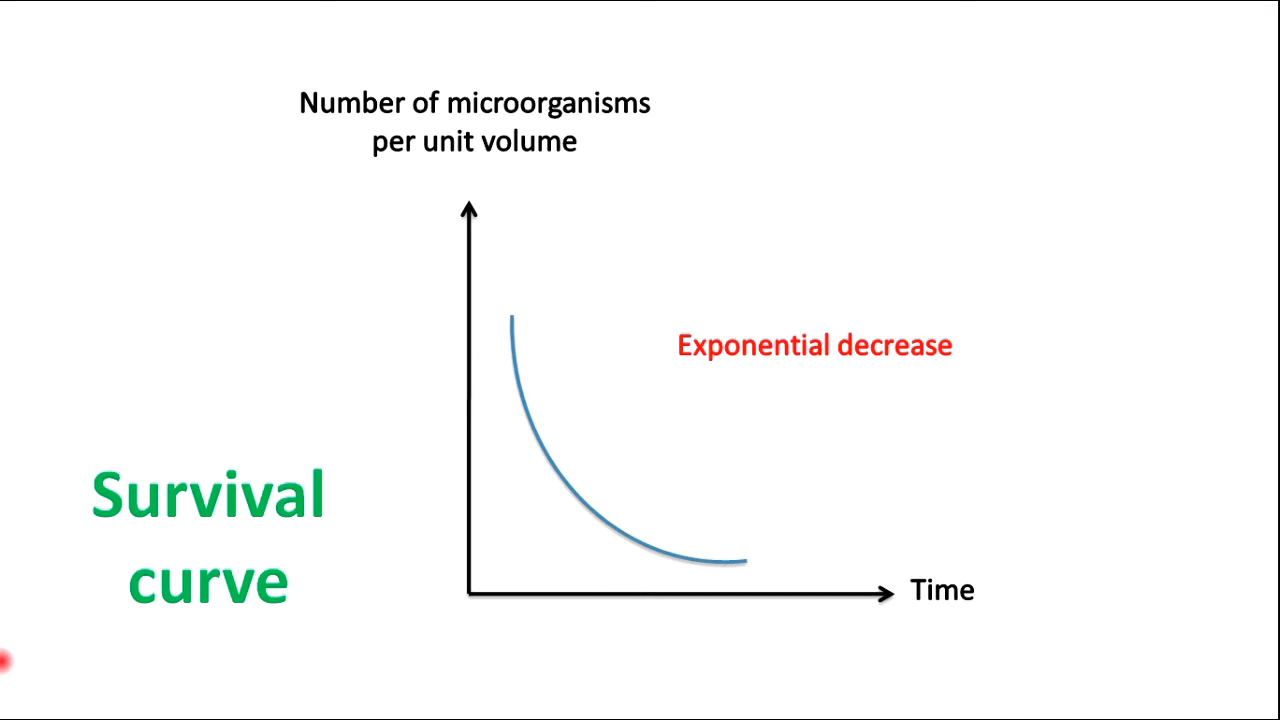 Number of microorganisms
per unit volume
Exponential decrease
Survival
curve
Time